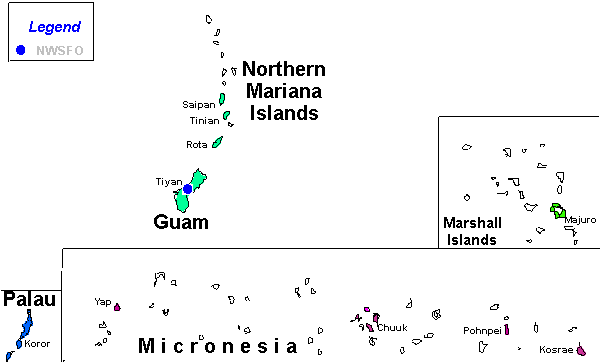 Legend
NWSFO
Northern
Mariana
Islands
Saipan
Tinian
Rota
Tiyan
Guam
Marshall
Islands
Majuro
Palau
Koror
Yap
Micronesia
Chuuk
Pohnpei
Kosrae